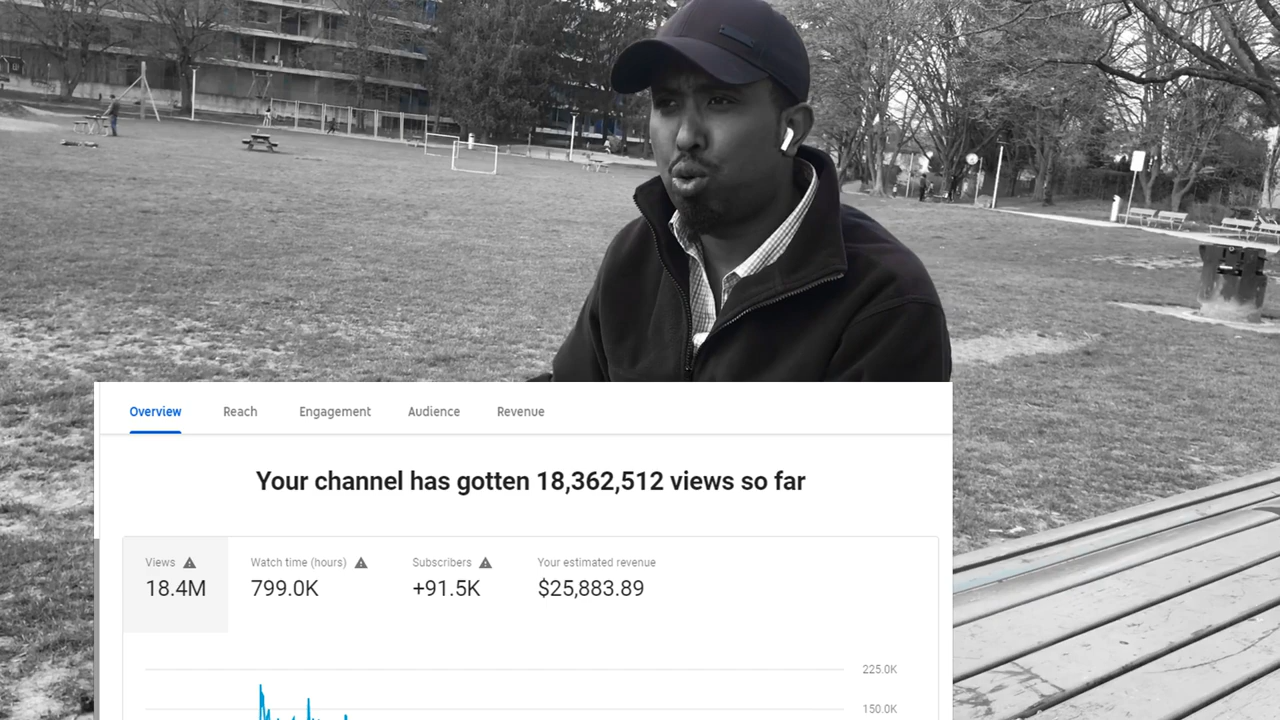 Overview Reach Engagement Audience Revenue
Your channel has gotten 18,362,512 views so far
Views Watch time (hours) Subscribers Your estimated revenue
18.4M 799.0K +91.5K $25,883.89
225.0K
150.0K